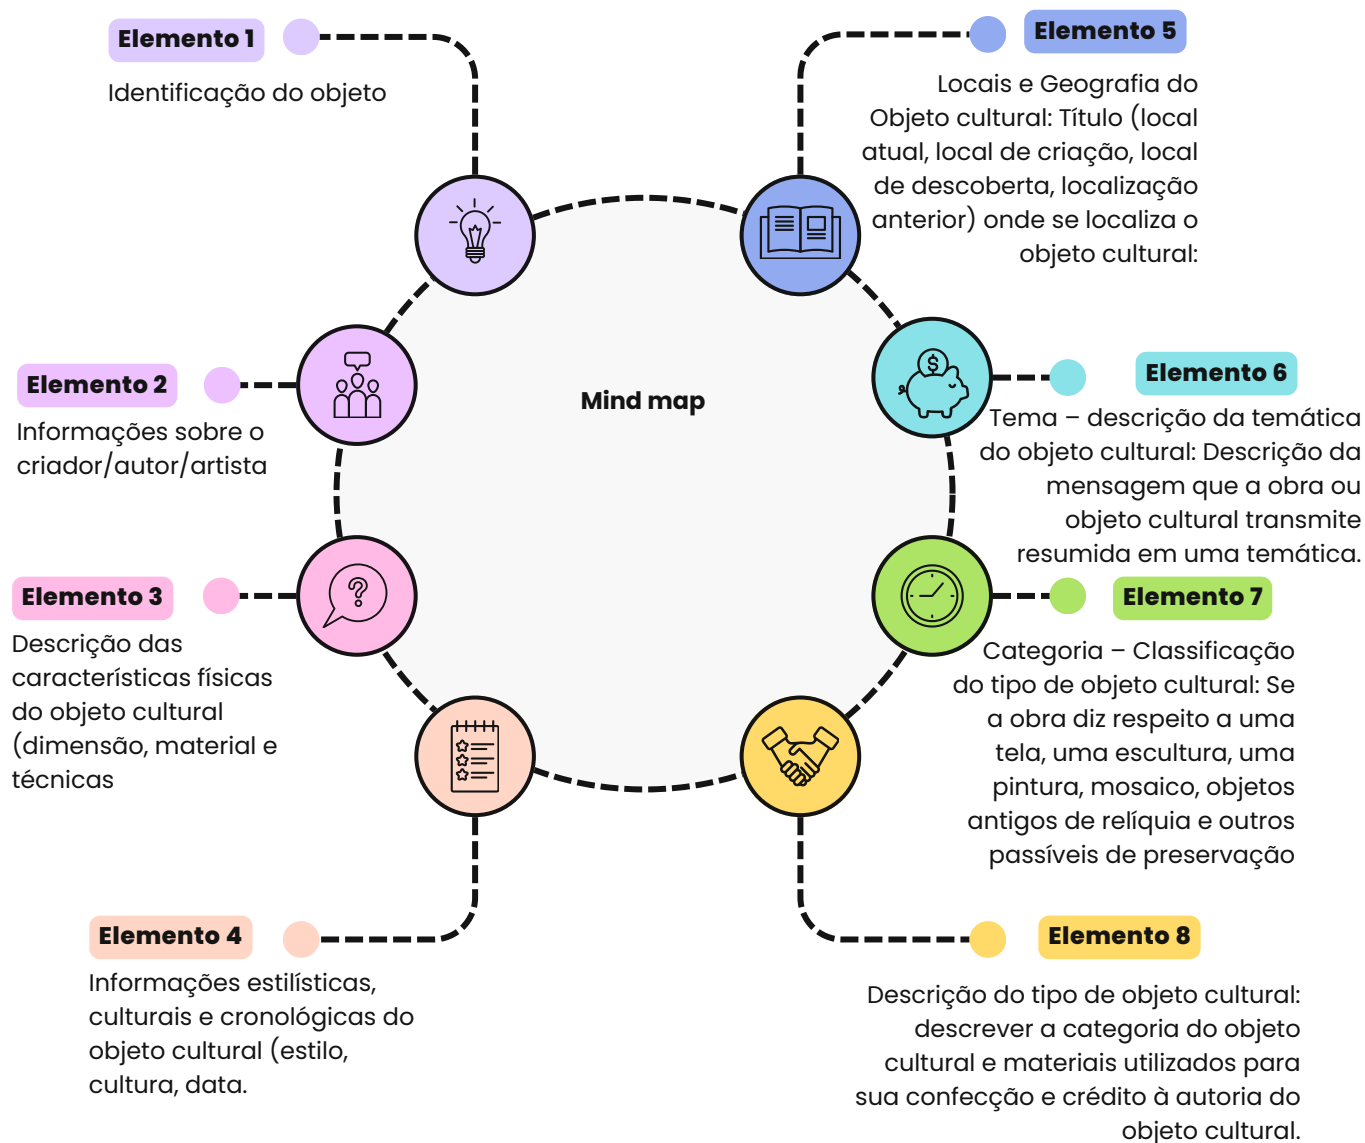 Elemento 1
Identificação do objeto
Elemento 2
Informações sobre o
criador/autor/artista
Elemento 3
Descrição das
características físicas
do objeto cultural
(dimensão, material e
técnicas
Elemento 4
Informações estilísticas,
culturais e cronológicas do
objeto cultural (estilo,
cultura, data.
Mind map
Elemento 5
Locais e Geografia do
Objeto cultural: Título (local
atual, local de criação, local
de descoberta, localização
anterior) onde se localiza o
objeto cultural:
Elemento 6
Tema – descrição da temática
do objeto cultural: Descrição da
mensagem que a obra ou
objeto cultural transmite
resumida em uma temática.
Elemento 7
Categoria – Classificação
do tipo de objeto cultural: Se
a obra diz respeito a uma
tela, uma escultura, uma
pintura, mosaico, objetos
antigos de relíquia e outros
passíveis de preservação
Elemento 8
Descrição do tipo de objeto cultural:
descrever a categoria do objeto
cultural e materiais utilizados para
sua confecção e crédito à autoria do
objeto cultural.